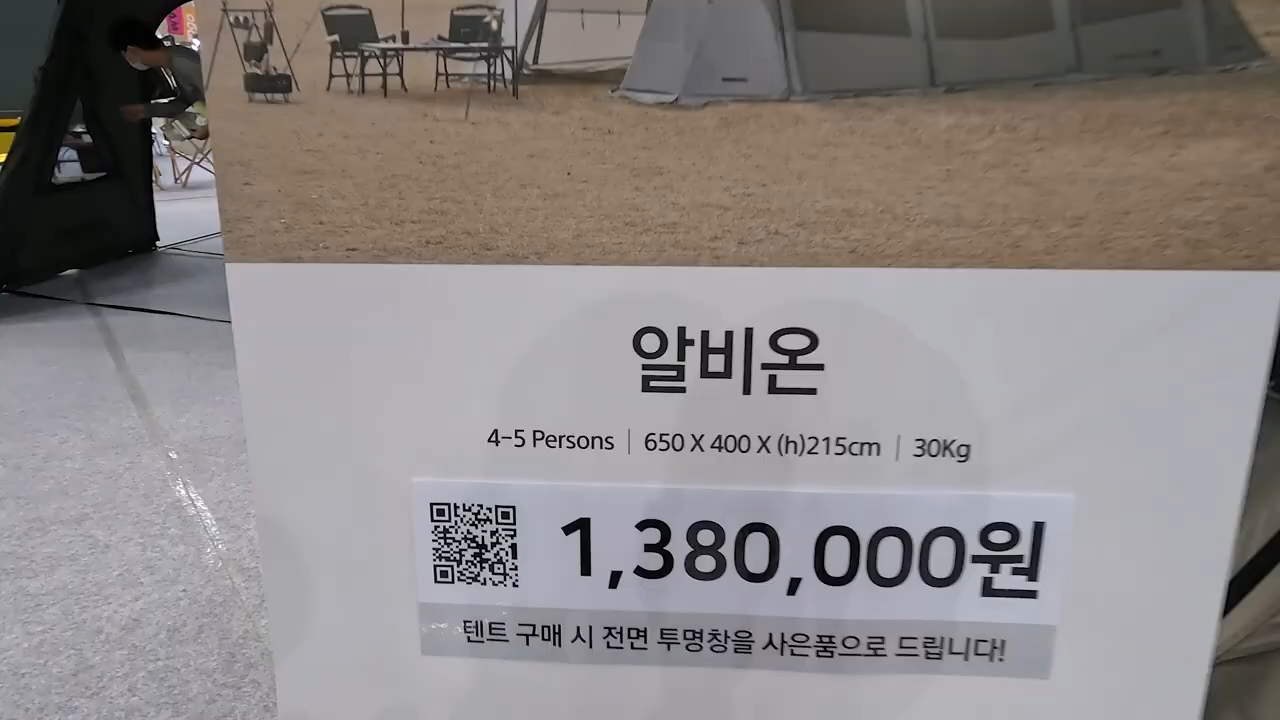 알비온
4-5 Persons | 650 X 400 X (h)215cm | 30Kg
1,380,000원
텐트 구매 시 전면 투명창을 사은품으로 드립니다!